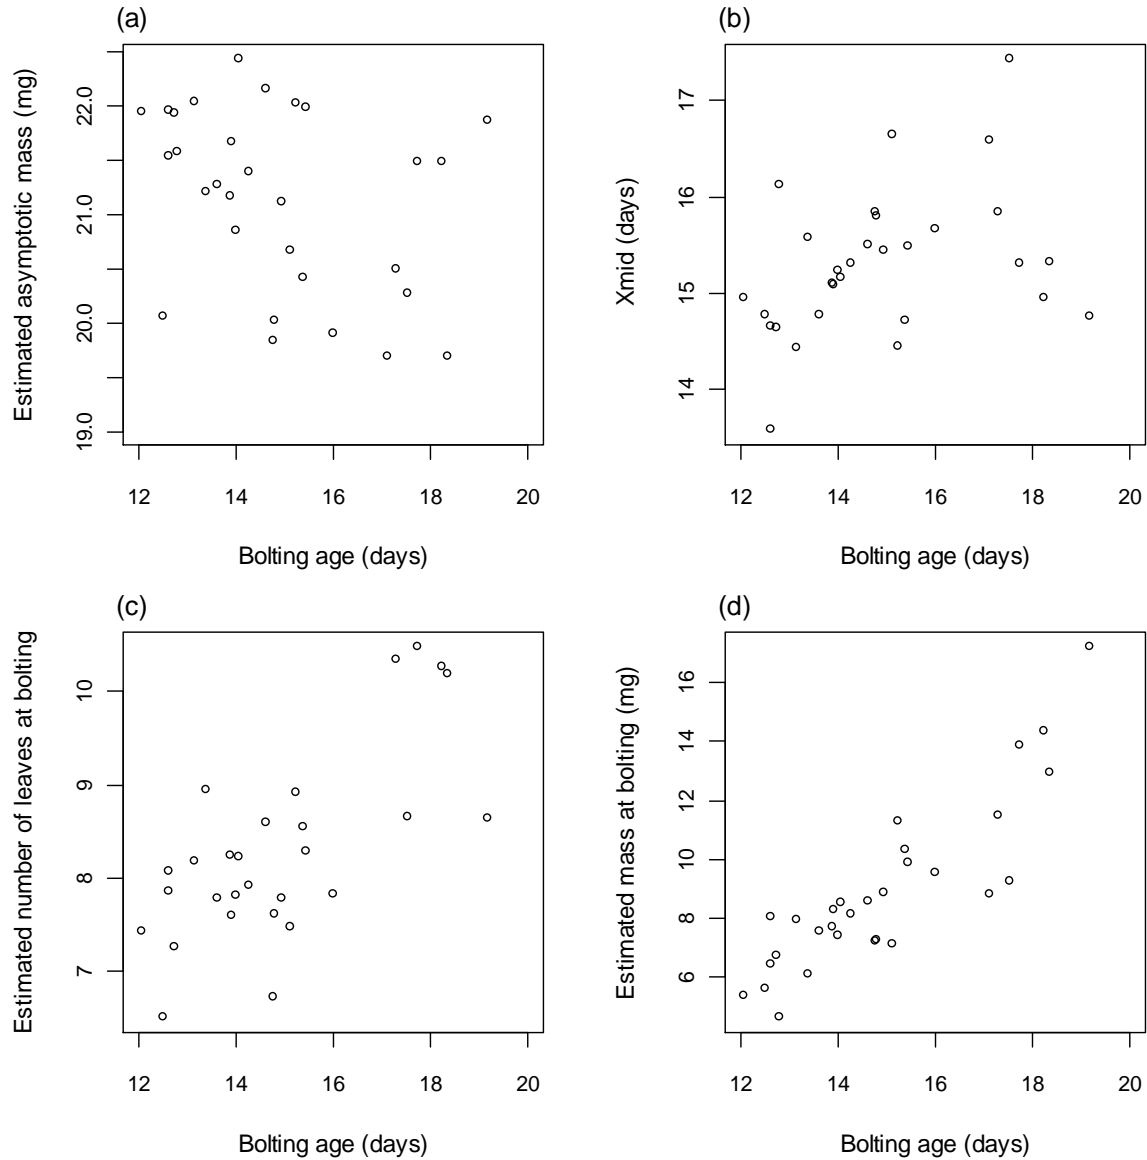 (a)
Estimated asymptotic mass (mg)
22.0
21.0
20.0
19.0
12 14 16 18 20
Bolting age (days)
(b)
Xmid (days)
17
16
15
14
12 14 16 18 20
Bolting age (days)
(c)
Estimated number of leaves at bolting
10
9
8
7
12 14 16 18 20
Bolting age (days)
(d)
Estimated mass at bolting (mg)
16
14
12
10
8
6
12 14 16 18 20
Bolting age (days)